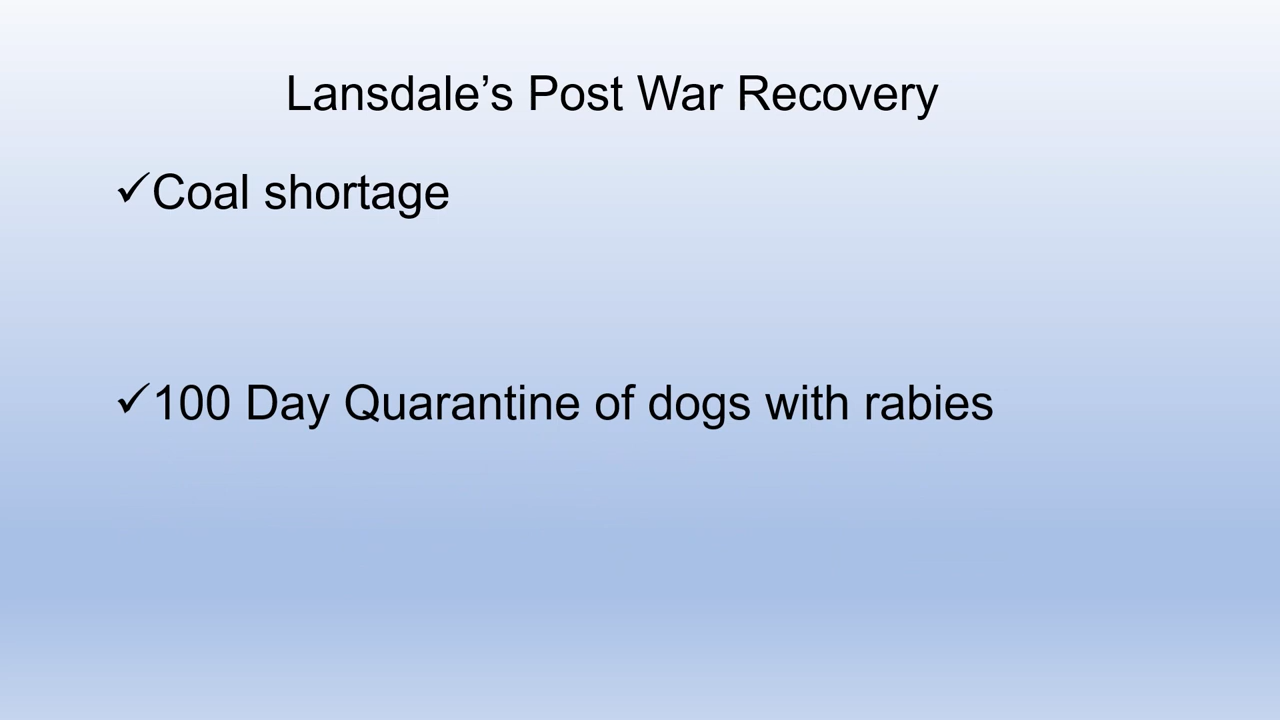 Lansdale’s Post War Recovery
✓Coal shortage
✓100 Day Quarantine of dogs with rabies